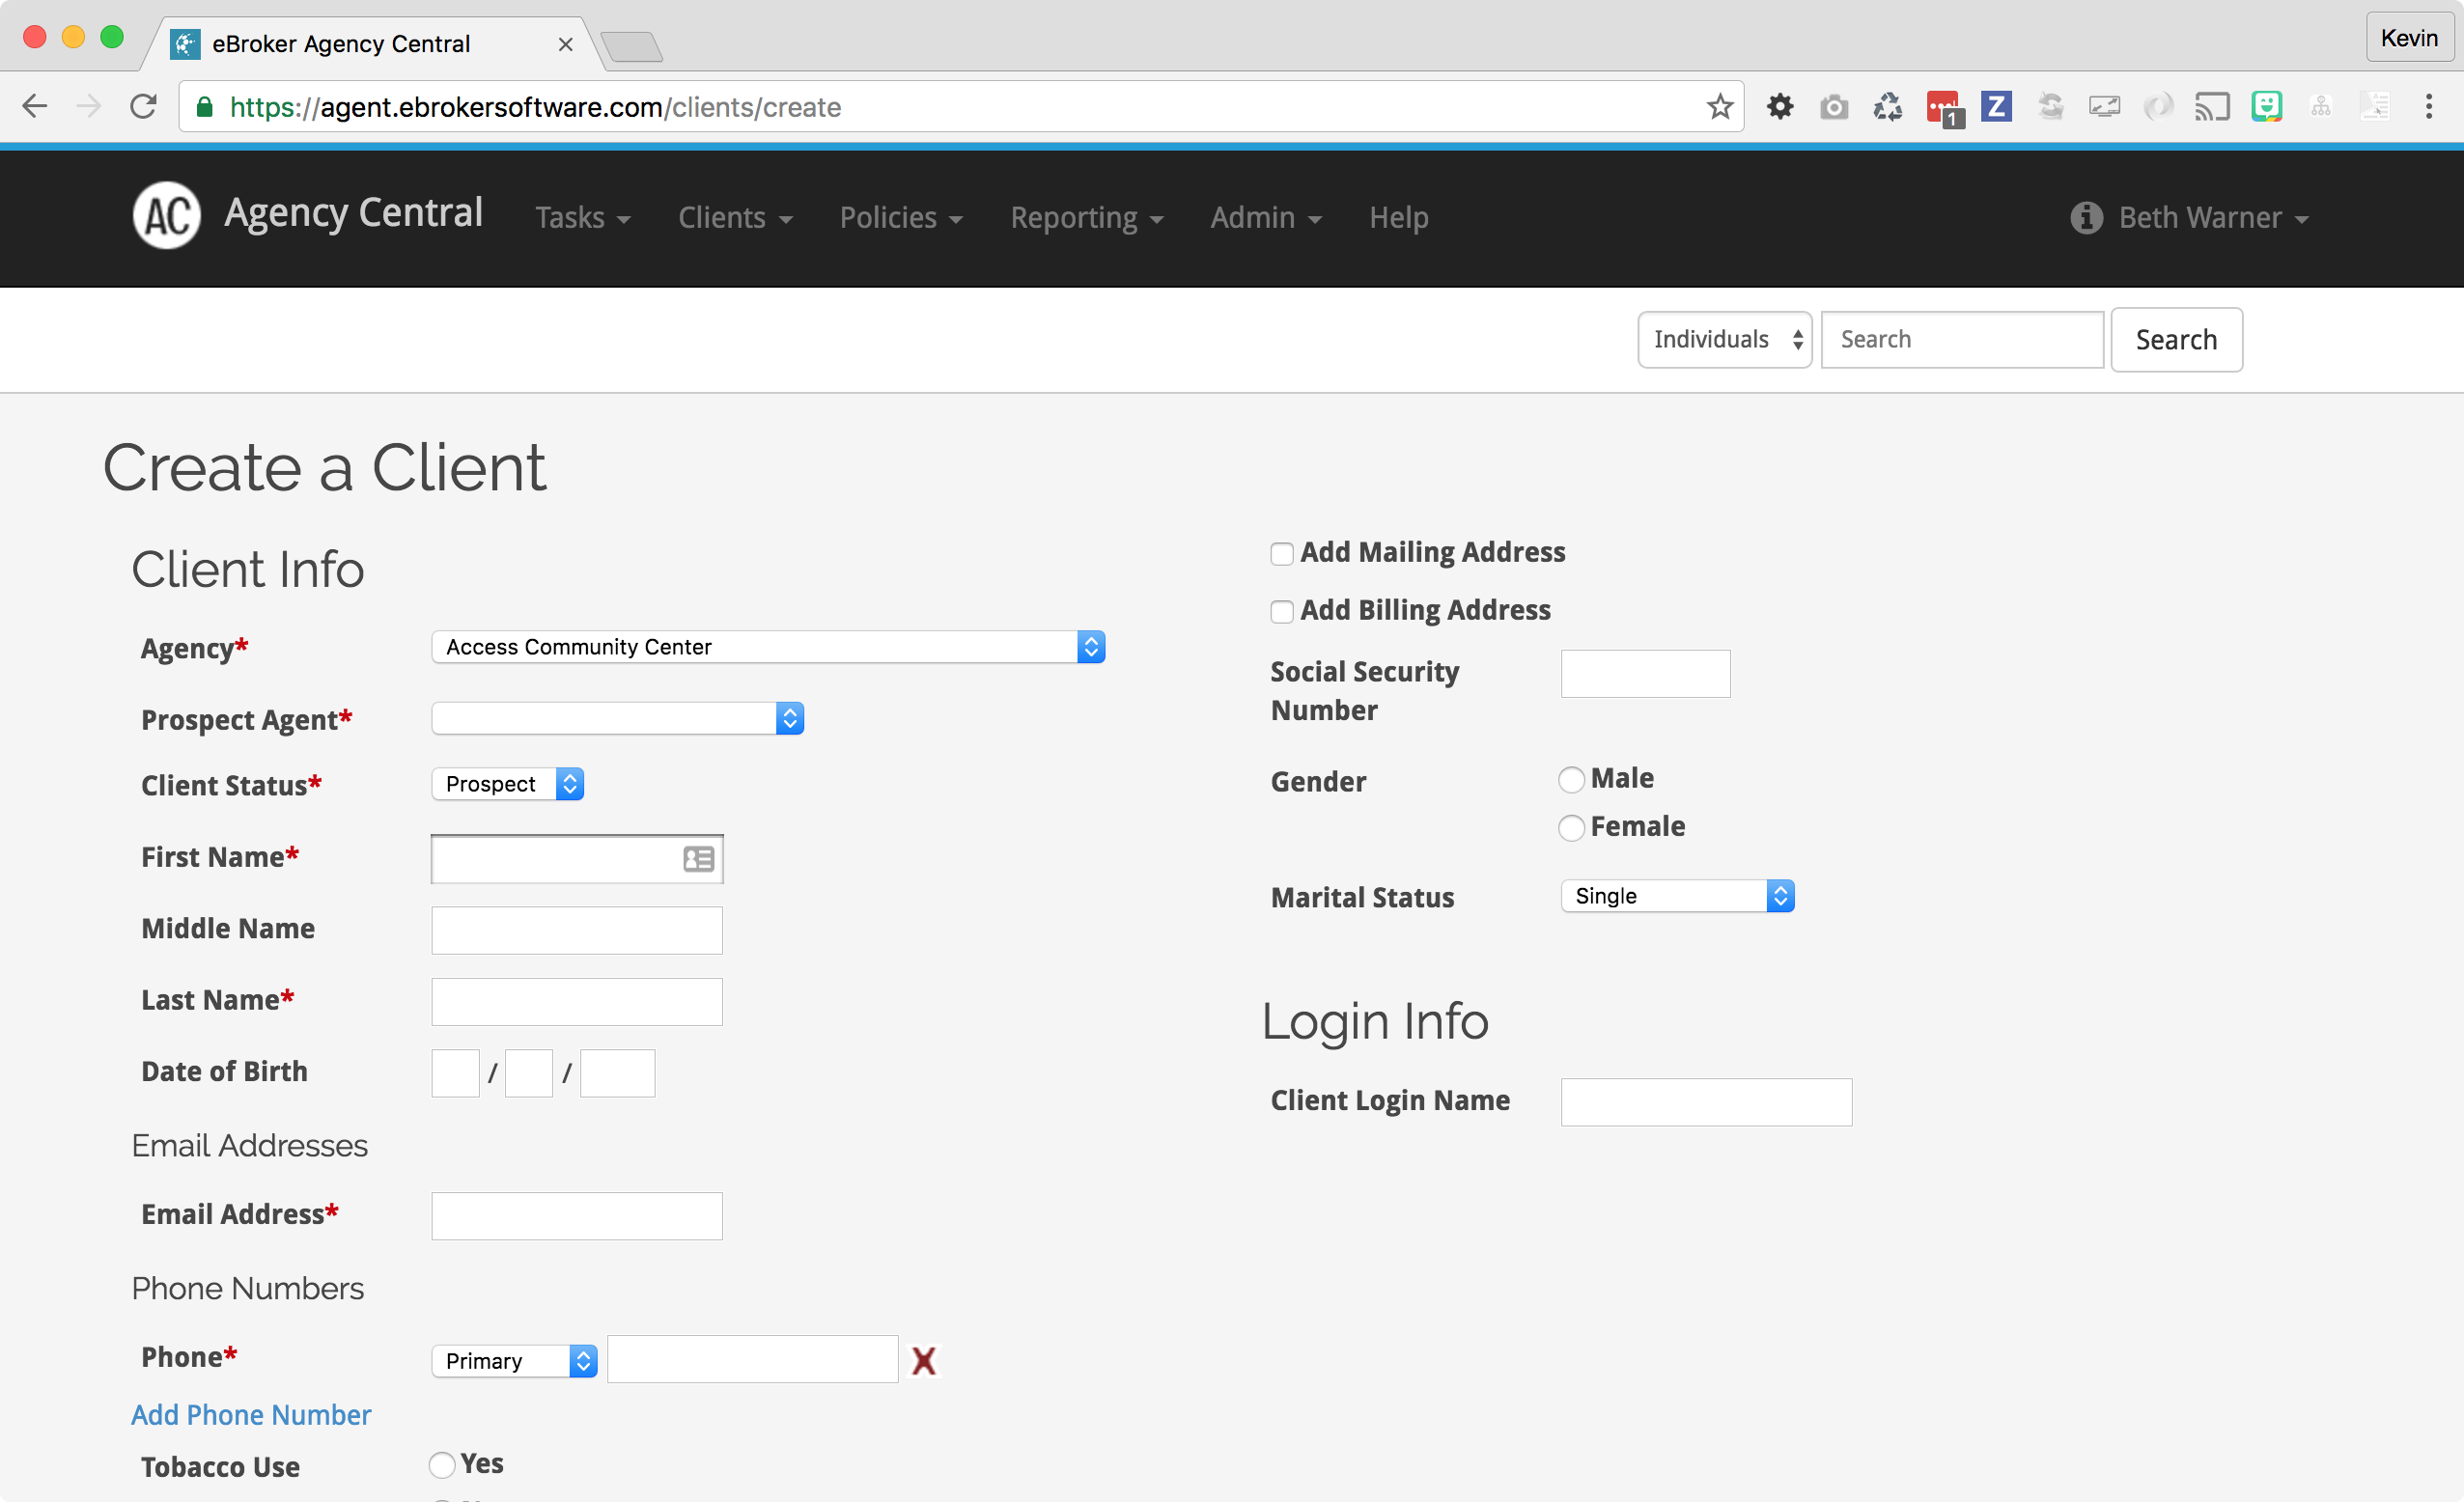 eBroker Agency Central
Kevin
https://agent.ebrokersoftware.com/clients/create
1
Z
AC Agency Central Tasks Clients Policies Reporting Admin Help Beth Warner
Individuals Search Search
Create a Client
Client Info
Agency* Access Community Center
Prospect Agent*
Client Status* Prospect
First Name*
Middle Name
Last Name*
Date of Birth / /
Email Addresses
Email Address*
Phone Numbers
Phone* Primary X
Add Phone Number
Tobacco Use Yes
Add Mailing Address
Add Billing Address
Social Security
Number
Gender Male
Female
Marital Status Single
Login Info
Client Login Name